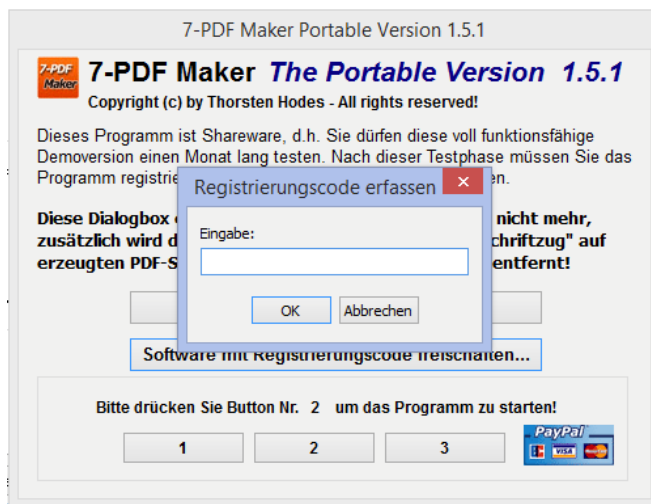 7-PDF Maker Portable Version 1.5.1
7-PDF
Maker
7-PDF Maker The Portable Version 1.5.1
Copyright (c) by Thorsten Hodes - All rights reserved!
Dieses Programm ist Shareware, d.h. Sie dürfen diese voll funktionsfähige
Demoversion einen Monat lang testen. Nach dieser Testphase müssen Sie das
Programm
Registrierungscode erfassen
Diese Dialogbox nicht mehr,
zusätzlich wird auf
erzeugten entfernt!
Eingabe:
OK Abbrechen
Software mit Registrierungscode freischalten...
Bitte drücken Sie Button Nr. 2 um das Programm zu starten!
1 2 3
PayPal
VISA